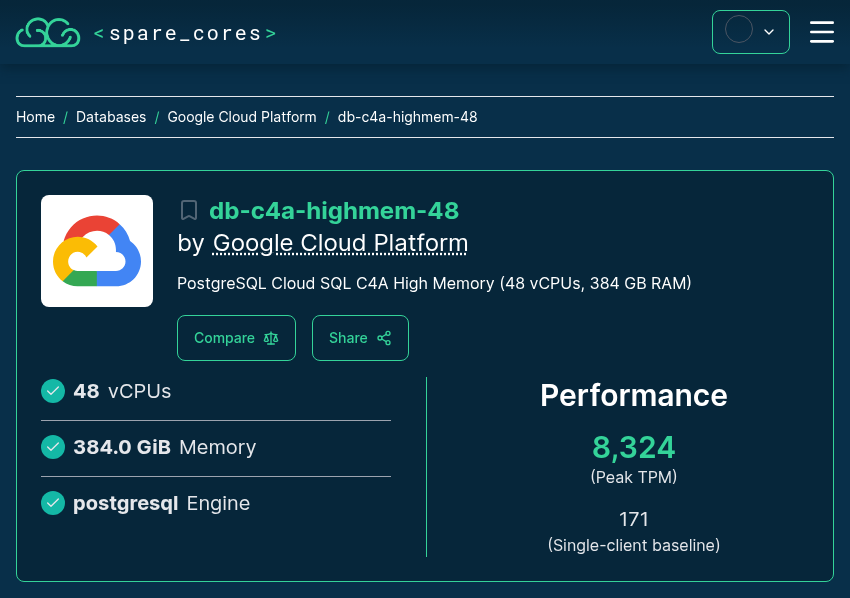 <spare_cores>
Home / Databases / Google Cloud Platform / db-c4a-highmem-48
db-c4a-highmem-48
by Google Cloud Platform
PostgreSQL Cloud SQL C4A High Memory (48 vCPUs, 384 GB RAM)
Compare
Share
48 vCPUs
384.0 GiB Memory
postgresql Engine
Performance
8,324
(Peak TPM)
171
(Single-client baseline)